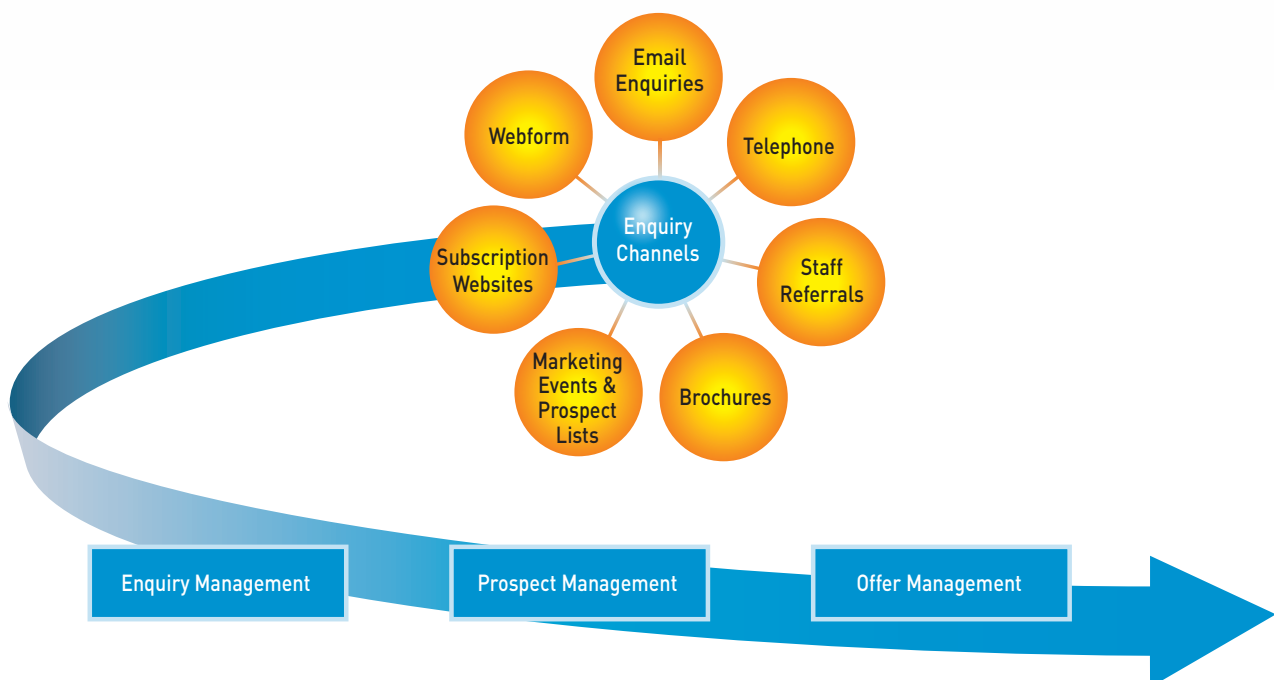 Email
Enquiries
Webform
Telephone
Enquiry
Channels
Subscription
Websites
Staff
Referrals
Marketing
Events &
Prospect
Lists
Brochures
Enquiry Management
Prospect Management
Offer Management